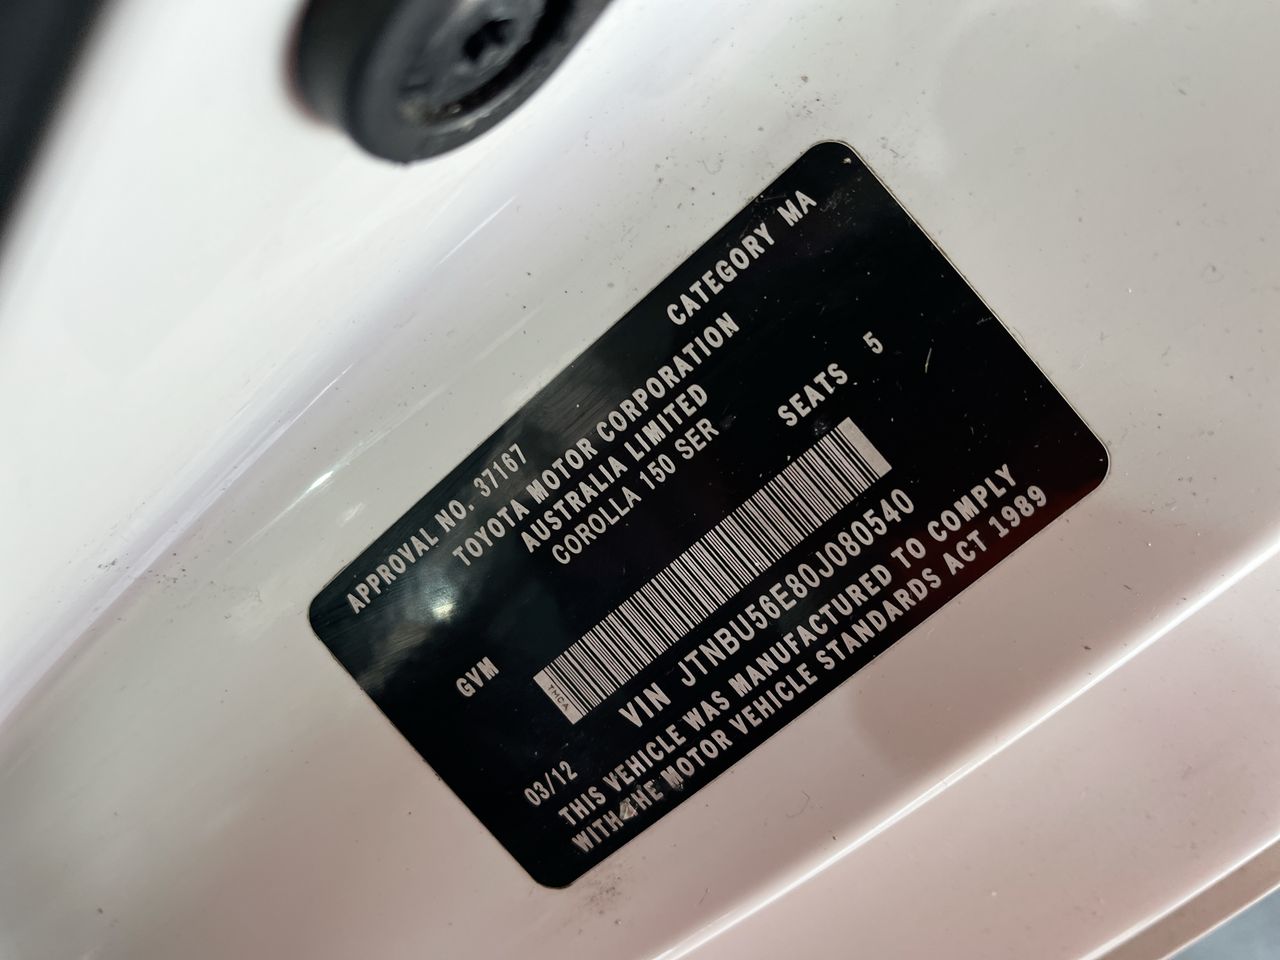 APPROVAL NO. 37167 CATEGORY MA
TOYOTA MOTOR CORPORATION
AUSTRALIA LIMITED
COROLLA 150 SER
GVM SEATS 5
TMCA
VIN JTNBU56E80J080540
03/12
THIS VEHICLE WAS MANUFACTURED TO COMPLY
WITH THE MOTOR VEHICLE STANDARDS ACT 1989